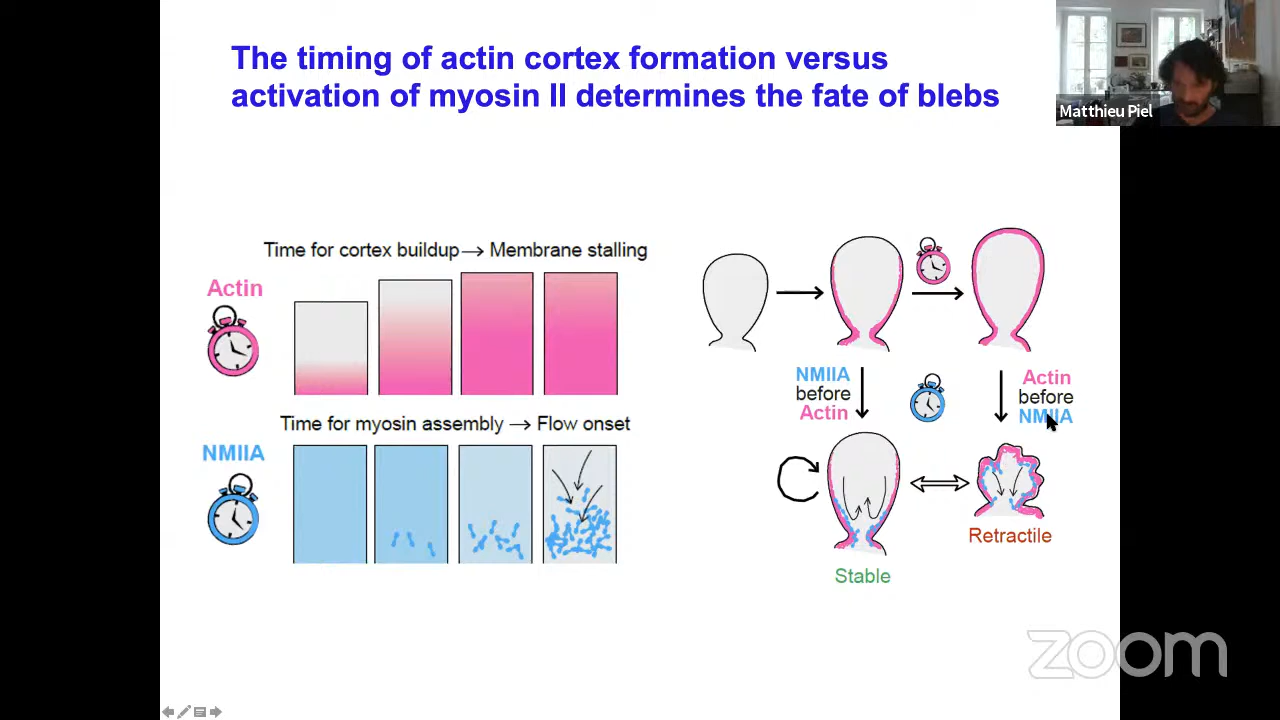 The timing of actin cortex formation versus
activation of myosin II determines the fate of blebs
Matthieu Piel
Time for cortex buildup → Membrane stalling
Actin
Time for myosin assembly → Flow onset
NMIIA
NMIIA
before
Actin
Actin
before
NMIIA
Stable
Retractile
zoom